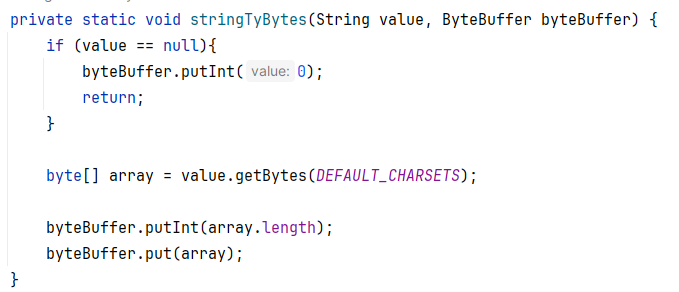 private static void stringTyBytes(String value, ByteBuffer byteBuffer) {
    if (value == null){
        byteBuffer.putInt( value: 0);
        return;
    }

    byte[] array = value.getBytes(DEFAULT_CHARSETS);

    byteBuffer.putInt(array.length);
    byteBuffer.put(array);
}